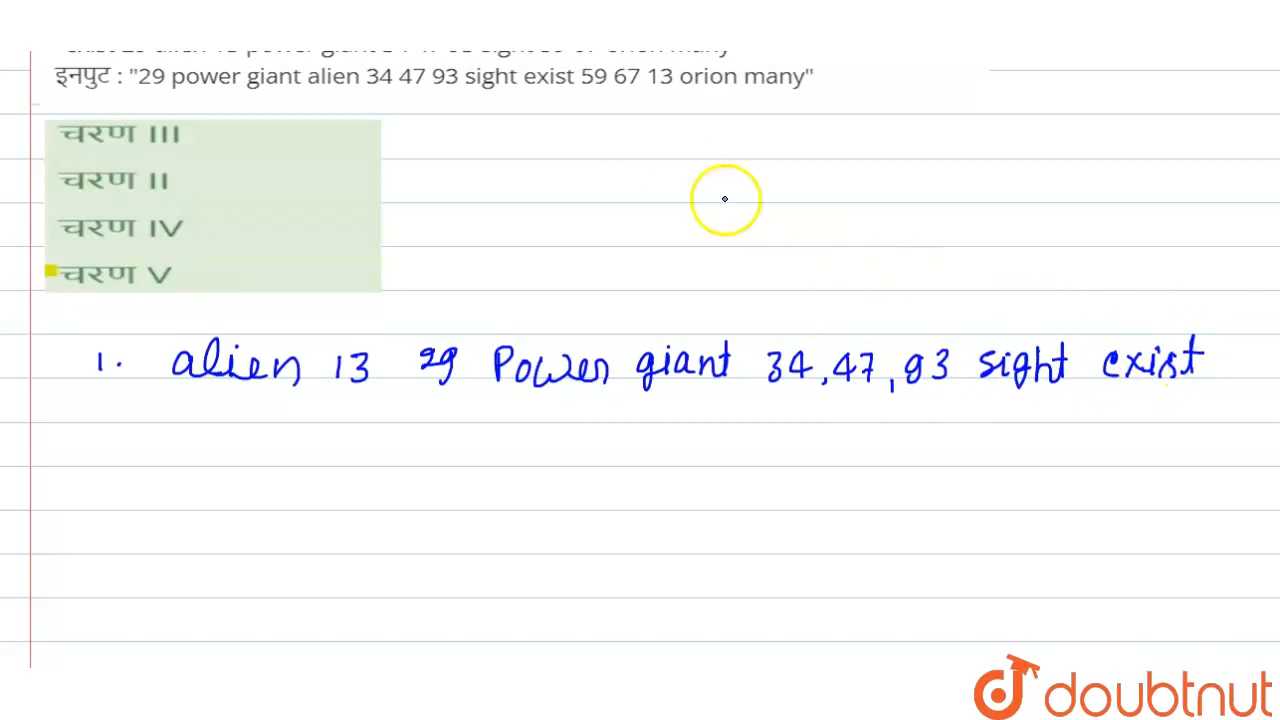 इनपुट : "29 power giant alien 34 47 93 sight exist 59 67 13 orion many"
चरण III
चरण II
चरण IV
चरण V
1. alien 13 29 Power giant 34, 47, 93 sight exist
doubtnut